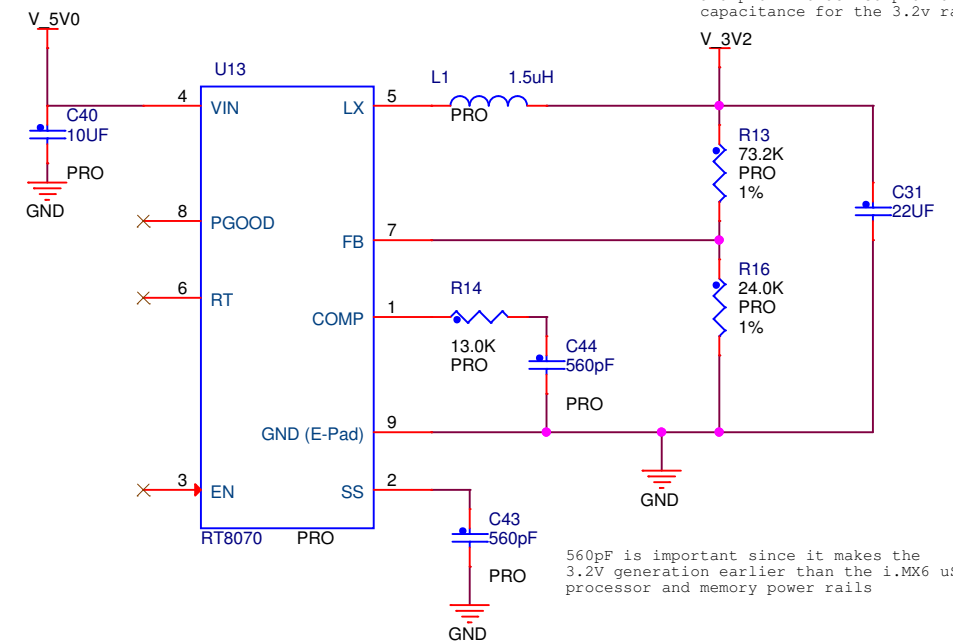 capacitance for the 3.2v ra
V_5V0
V_3V2
U13
L1
1.5uH
PRO
4
VIN
LX
5
C40
10UF
PRO
GND
R13
73.2K
PRO
1%
C31
22UF
8
PGOOD
FB
7
6
RT
R14
13.0K
PRO
COMP
1
R16
24.0K
PRO
1%
C44
560pF
PRO
GND (E-Pad)
9
GND
3
EN
SS
2
RT8070
PRO
C43
560pF
PRO
GND
560pF is important since it makes the
3.2V generation earlier than the i.MX6 uS
processor and memory power rails